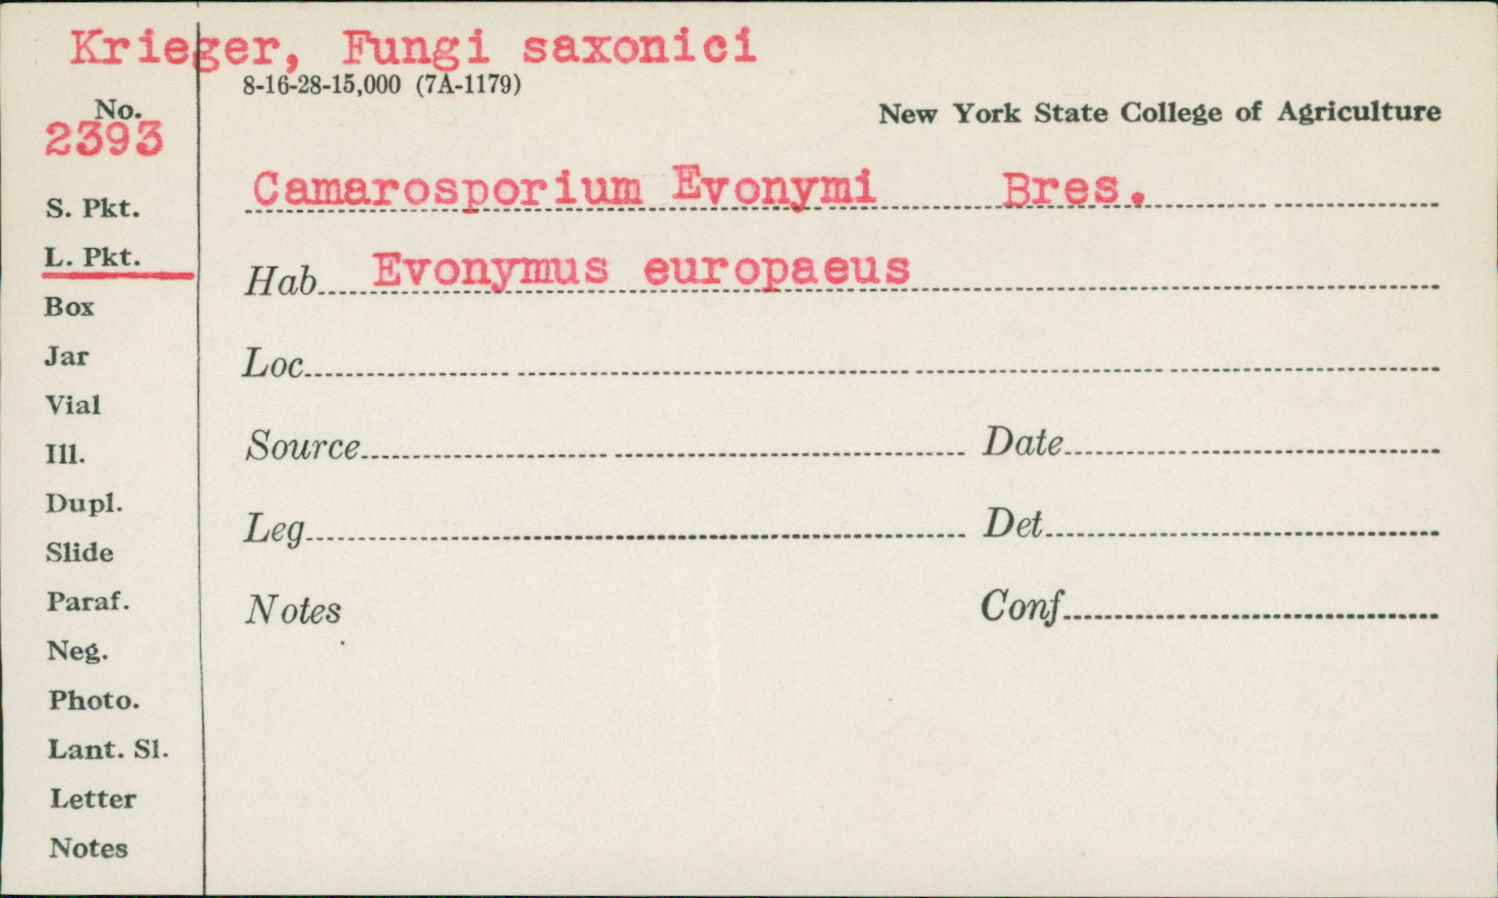 Krieger, Fungi saxonici
8-16-28-15,000 (7A-1179)
No.
2393
New York State College of Agriculture
Camarosporium Evonymi Bres.
S. Pkt.
L. Pkt.
Hab. Evonymus europaeus
Box
Jar
Loc.
Vial
Source
Date
Ill.
Dupl.
Leg.
Det.
Slide
Paraf.
Notes
Conf.
Neg.
Photo.
Lant. Sl.
Letter
Notes